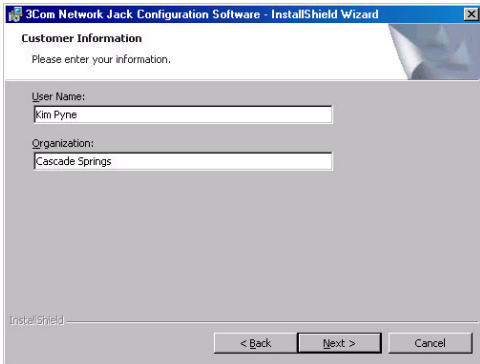 3Com Network Jack Configuration Software - InstallShield Wizard
Customer Information
Please enter your information.
User Name:
Kim Pyne
Organization:
Cascade Springs
InstallShield
< Back Next > Cancel